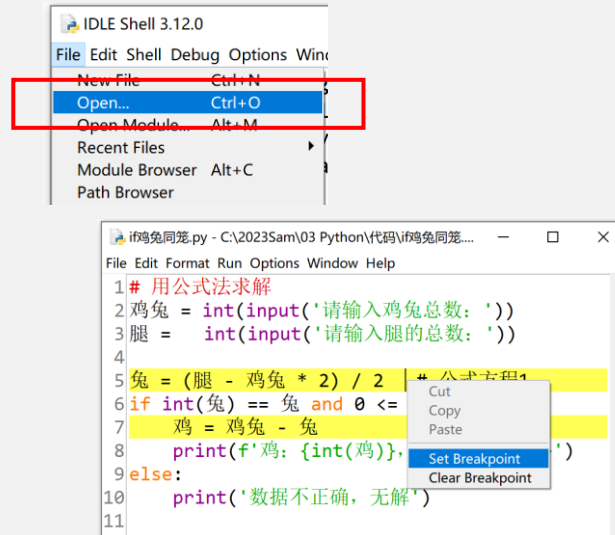 IDLE Shell 3.12.0
File Edit Shell Debug Options
New File Ctrl+N
Open... Ctrl+O
Open Module... Alt+M
Recent Files
Module Browser Alt+C
Path Browser
if鸡兔同笼.py - C:\2023Sam\03 Python\代码\if鸡兔同笼....
File Edit Format Run Options Window Help
1 # 用公式法求解
2 鸡兔 = int(input('请输入鸡兔总数: '))
3 腿 =   int(input('请输入腿的总数: '))
4
5 兔 = (腿 - 鸡兔 * 2) / 2  # 公式方程1
6 if int(兔) == 兔 and 0 <=
7     鸡 = 鸡兔 - 兔
8     print(f'鸡: {int(鸡)}, ')
9 else:
10     print('数据不正确，无解')
11
Cut
Copy
Paste
Set Breakpoint
Clear Breakpoint